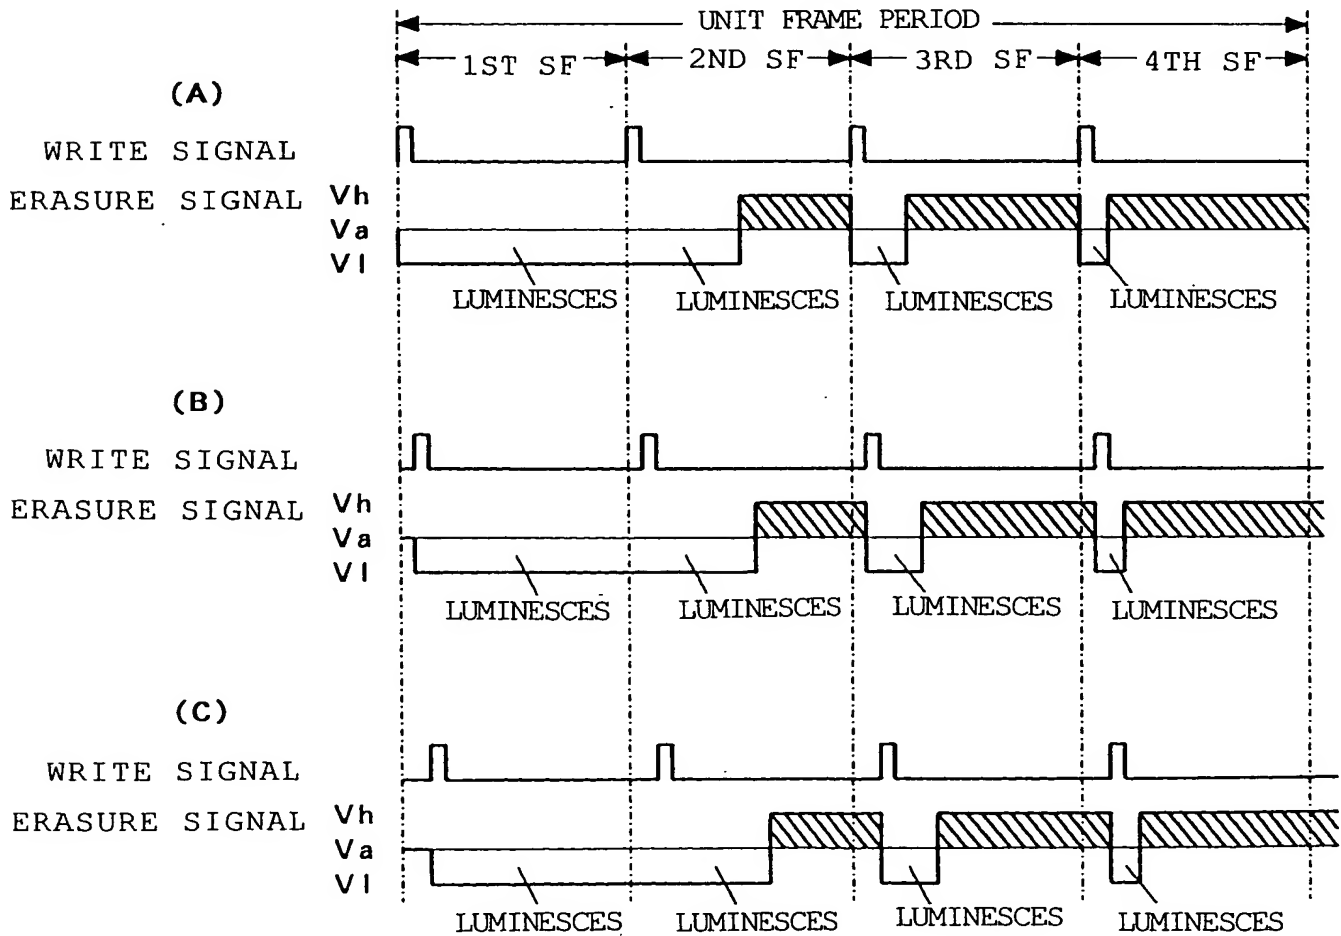 UNIT FRAME PERIOD
1ST SF 2ND SF 3RD SF 4TH SF
(A)
WRITE SIGNAL
ERASURE SIGNAL Vh
Va
Vl
LUMINESCES LUMINESCES LUMINESCES LUMINESCES
(B)
WRITE SIGNAL
ERASURE SIGNAL Vh
Va
Vl
LUMINESCES LUMINESCES LUMINESCES LUMINESCES
(C)
WRITE SIGNAL
ERASURE SIGNAL Vh
Va
Vl
LUMINESCES LUMINESCES LUMINESCES LUMINESCES